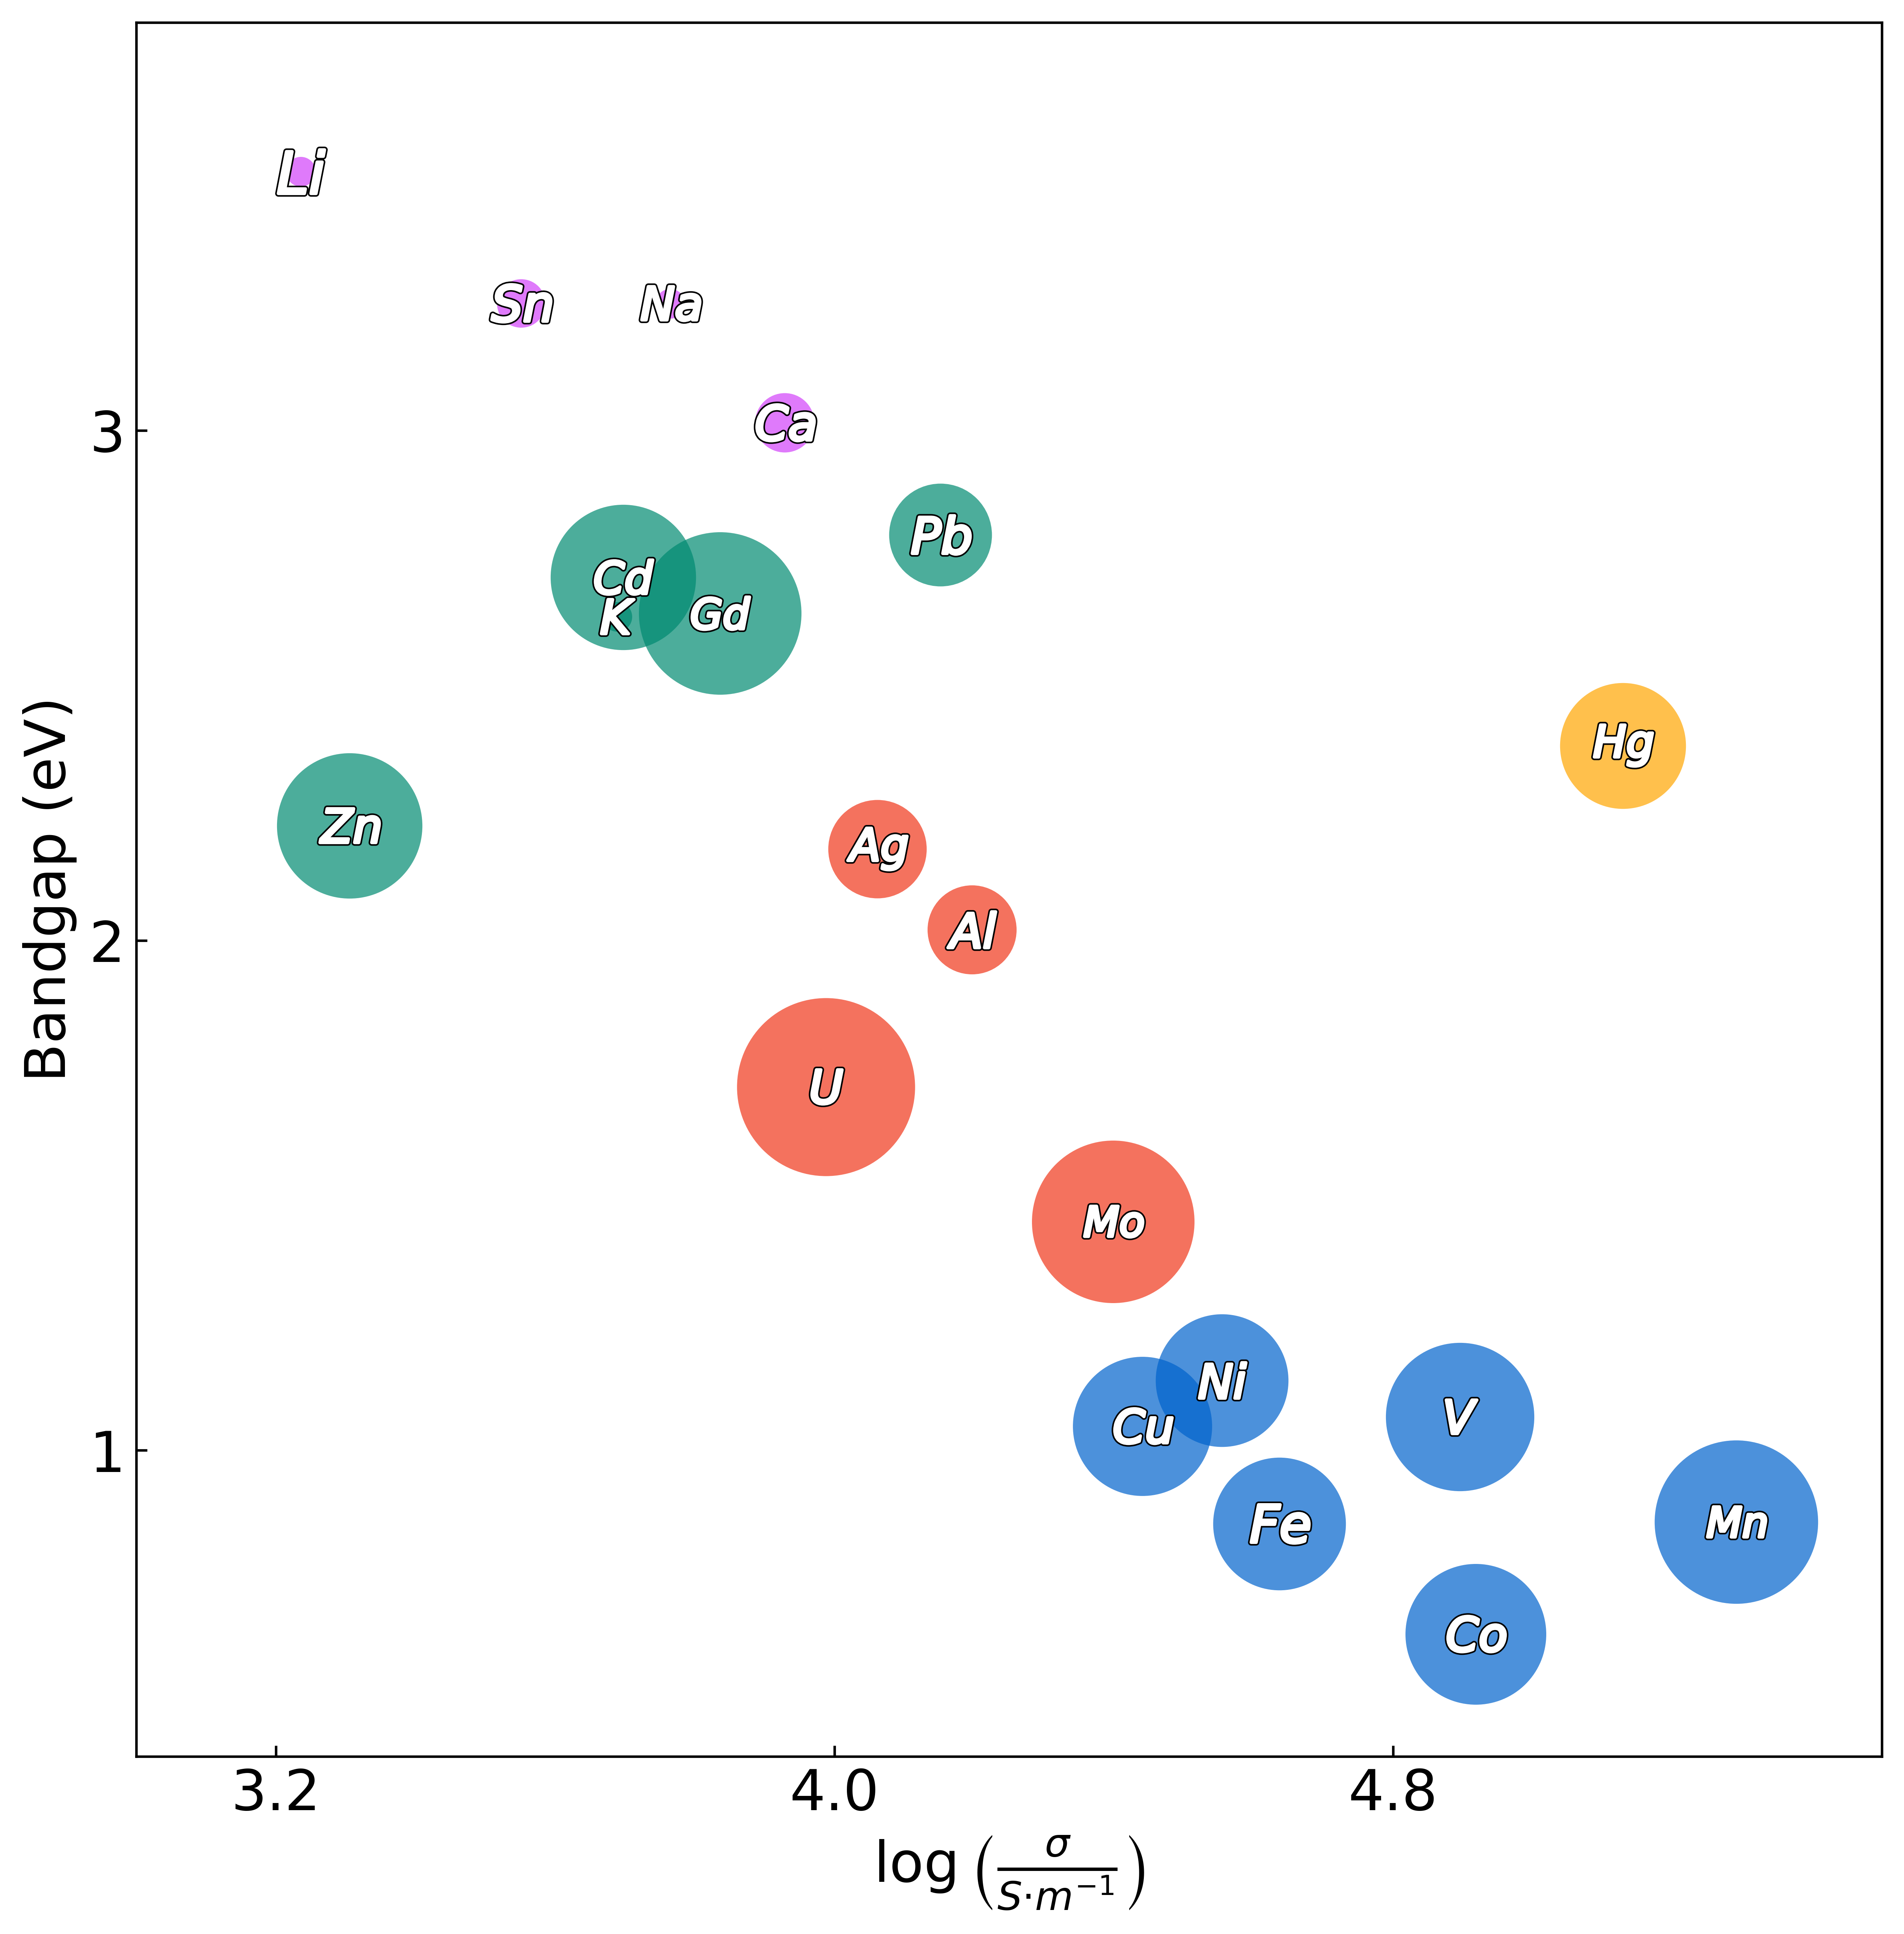 Li
Sn Na
3
Ca
Pb
Cd
K Gd
Hg
Zn
Ag
2
Al
U
Mo
Ni
V
Cu
1
Fe
Mn
Co
Bandgap (eV)
3.2 4.0 4.8
log (σ / S·m⁻¹)